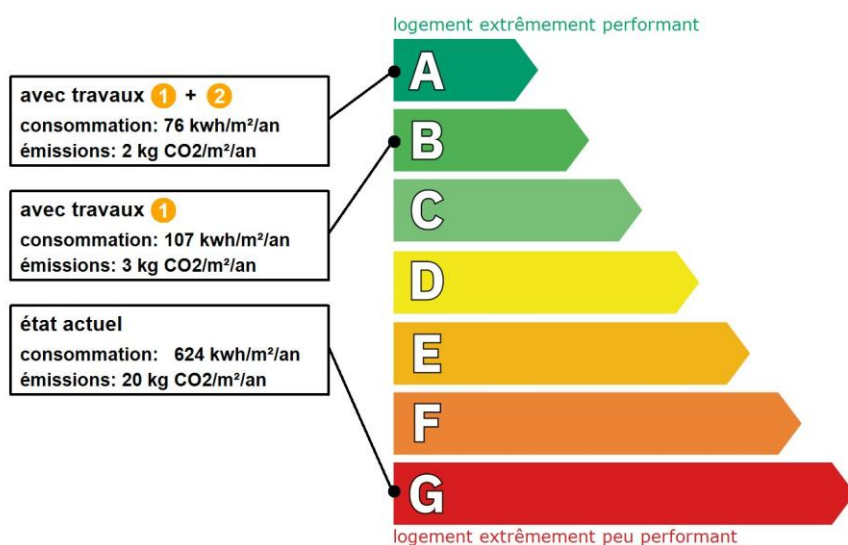 logement extrêmement performant
avec travaux 1 + 2
consommation: 76 kwh/m²/an
émissions: 2 kg CO2/m²/an
avec travaux 1
consommation: 107 kwh/m²/an
émissions: 3 kg CO2/m²/an
état actuel
consommation: 624 kwh/m²/an
émissions: 20 kg CO2/m²/an
A
B
C
D
E
F
G
logement extrêmement peu performant